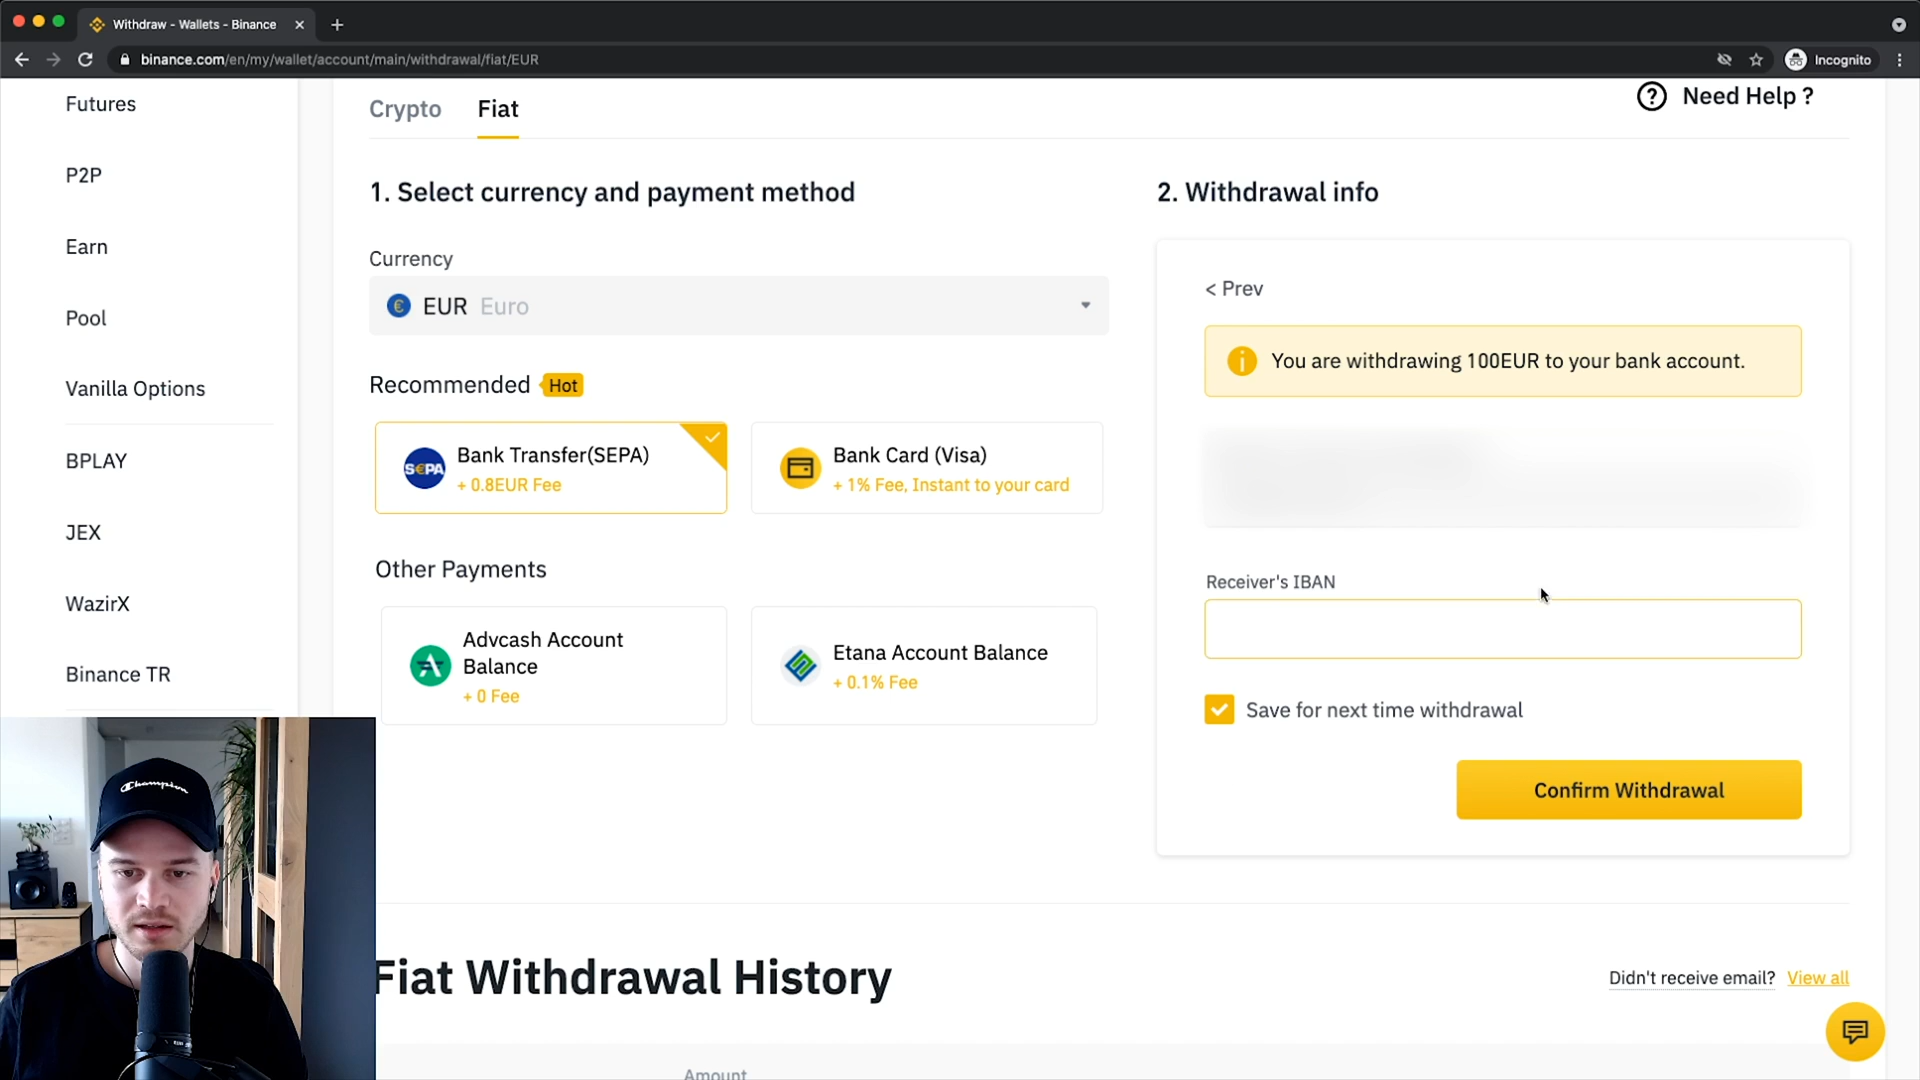 Withdraw - Wallets - Binance
binance.com/en/my/wallet/account/main/withdrawal/fiat/EUR
Incognito
Futures
P2P
Earn
Pool
Vanilla Options
BPLAY
JEX
WazirX
Binance TR
Crypto Fiat
Need Help ?
1. Select currency and payment method
Currency
EUR Euro
Recommended Hot
SEPA
Bank Transfer(SEPA)
+ 0.8EUR Fee
Bank Card (Visa)
+ 1% Fee, Instant to your card
Other Payments
Advcash Account
Balance
+ 0 Fee
Etana Account Balance
+ 0.1% Fee
2. Withdrawal info
< Prev
You are withdrawing 100EUR to your bank account.
Receiver's IBAN
Save for next time withdrawal
Confirm Withdrawal
Champion
Fiat Withdrawal History
Didn't receive email? View all
Amount